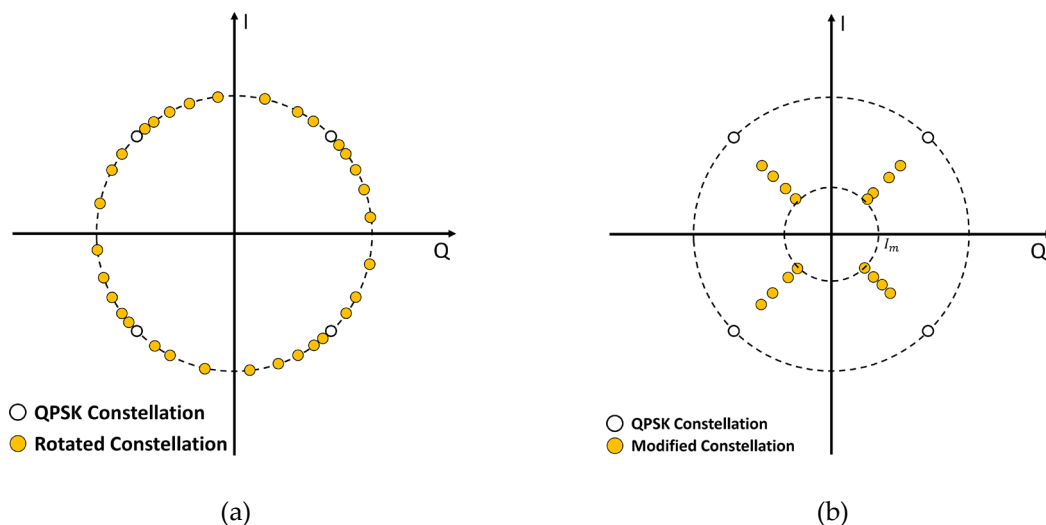 I
Q
QPSK Constellation
Rotated Constellation
(a)
I
I_m
Q
QPSK Constellation
Modified Constellation
(b)